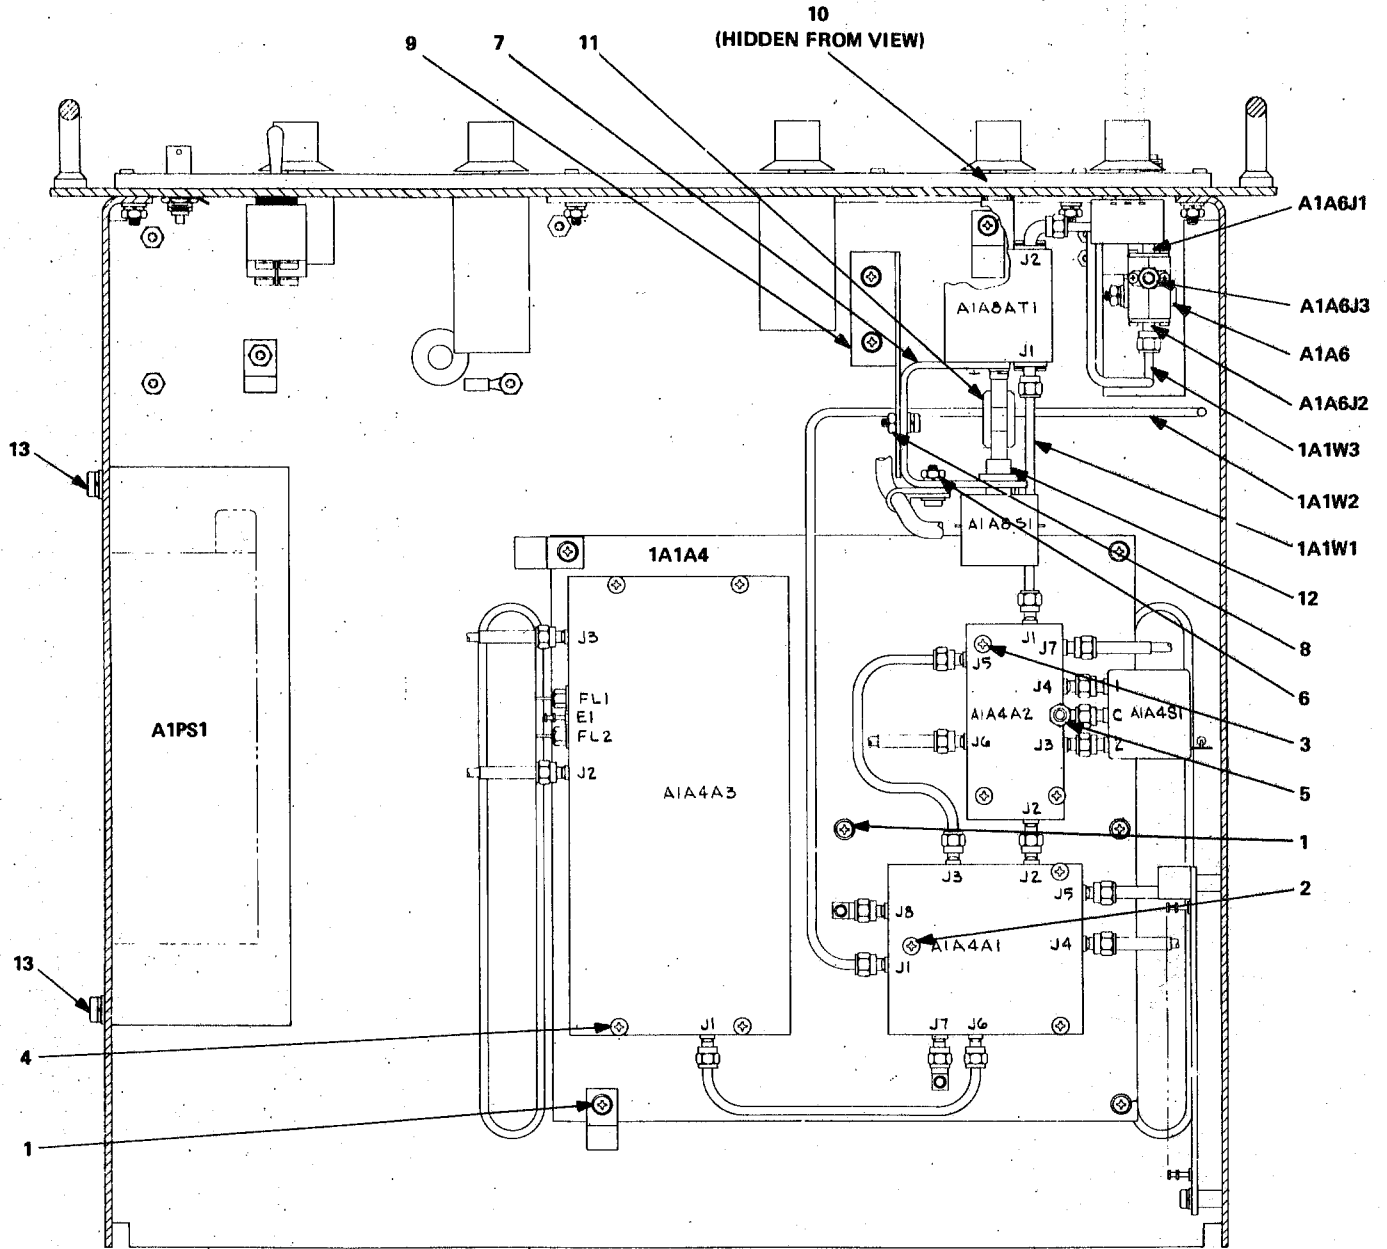 10
(HIDDEN FROM VIEW)
9
7
11
A1A6J1
J2
A1A8AT1
A1A6J3
J1
A1A6
A1A6J2
1A1W3
13
1A1W2
A1A8S1
1A1W1
1A1A4
12
J3
J1
J7
8
J5
J4
1
6
FL1
E1
A1PS1
A1A4A2
C
A1A4S1
FL2
J6
J3
2
3
J2
A1A4A3
5
J2
1
J3
J2
J5
2
J8
A1A4A1
J4
13
J1
4
J1
J7
J6
1